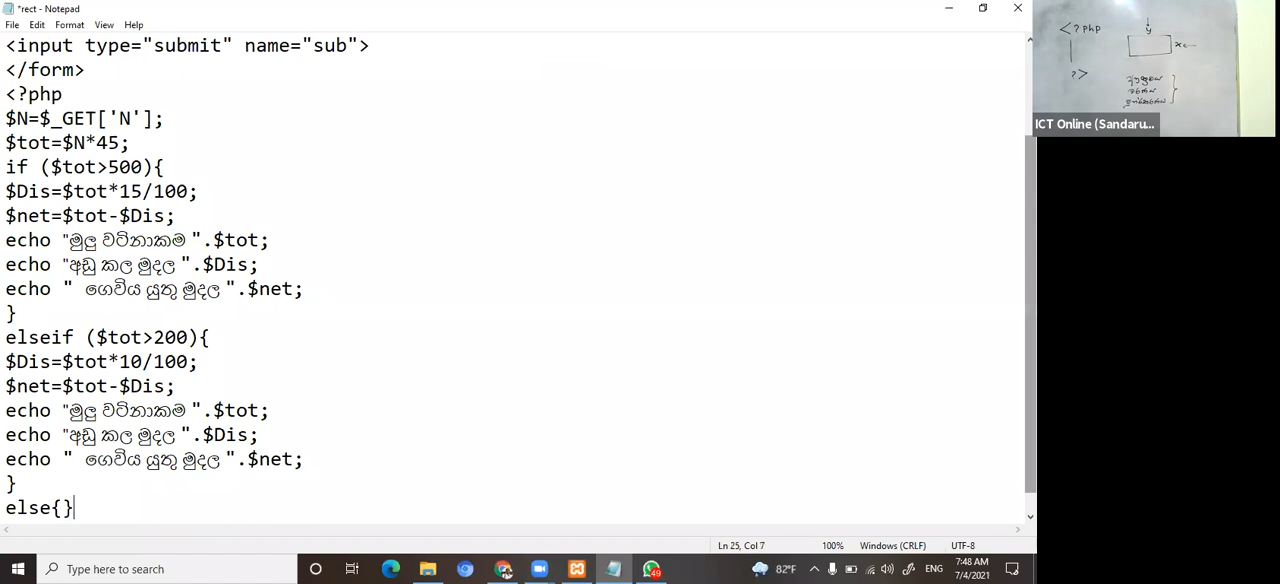 *rect - Notepad
File Edit Format View Help
<input type="submit" name="sub">
</form>
<?php
$N=$_GET['N'];
$tot=$N*45;
if ($tot>500){
$Dis=$tot*15/100;
$net=$tot-$Dis;
echo "මුලු වටිනාකම ".$tot;
echo "අඩු කල මුදල ".$Dis;
echo " ගෙවිය යුතු මුදල ".$net;
}
elseif ($tot>200){
$Dis=$tot*10/100;
$net=$tot-$Dis;
echo "මුලු වටිනාකම ".$tot;
echo "අඩු කල මුදල ".$Dis;
echo " ගෙවිය යුතු මුදල ".$net;
}
else{}
Ln 25, Col 7 100% Windows (CRLF) UTF-8
Type here to search
49
82°F ENG
7:48 AM
7/4/2021
<?php
y
x
?>
ICT Online (Sandaru...